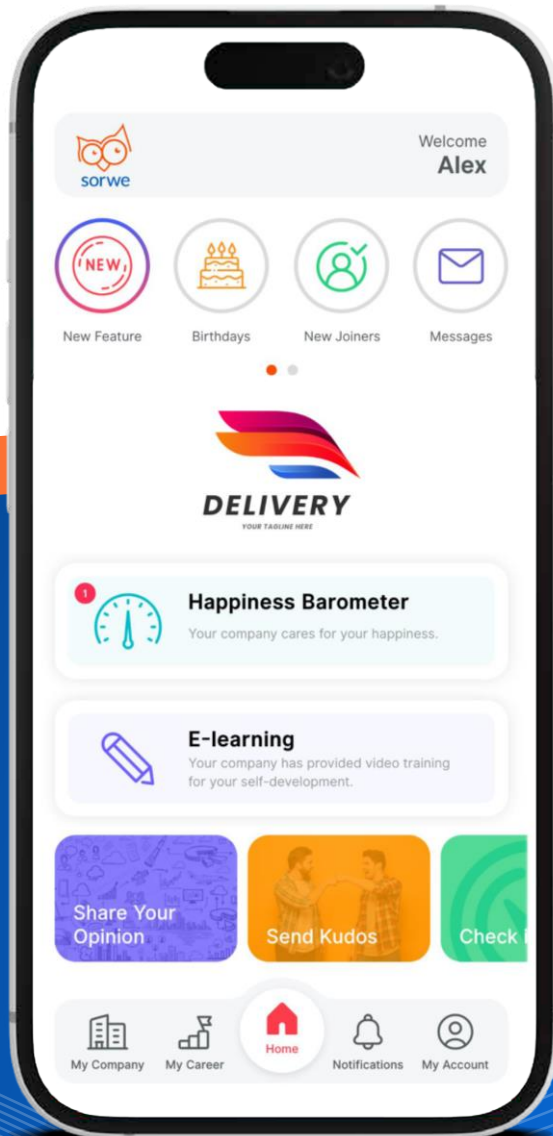 sorwe
Welcome
Alex
NEW
New Feature
Birthdays
New Joiners
Messages
DELIVERY
YOUR TAGLINE HERE
1
Happiness Barometer
Your company cares for your happiness.
E-learning
Your company has provided video training
for your self-development.
Share Your
Opinion
Send Kudos
Check
My Company
My Career
Home
Notifications
My Account